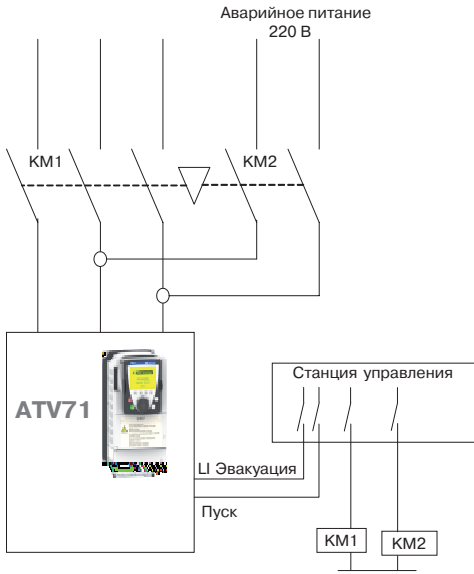 Аварийное питание
220 В
KM1
KM2
Станция управления
ATV71
LI Эвакуация
Пуск
KM1
KM2